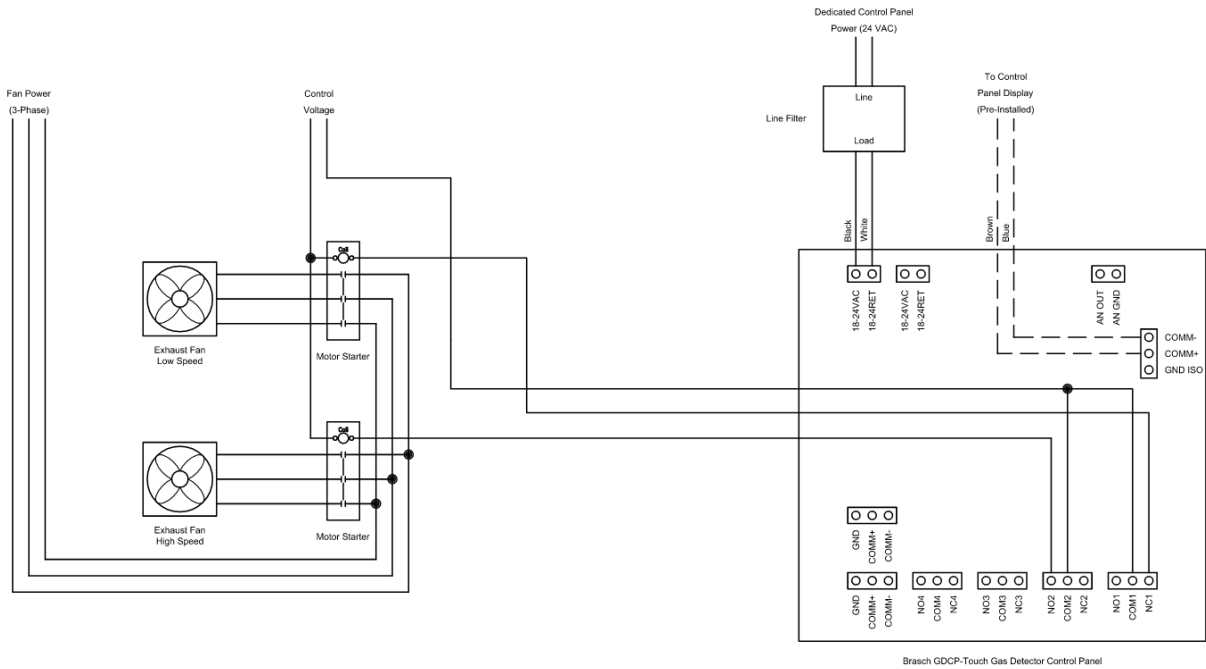 Dedicated Control Panel
Power (24 VAC)
Fan Power
(3-Phase)
Control
Voltage
To Control
Panel Display
(Pre-Installed)
Line Filter
Line
Load
Black
White
Brown
Blue
Coil
Exhaust Fan
Low Speed
Motor Starter
18-24VAC
18-24RET
18-24VAC
18-24RET
AN OUT
AN GND
COMM-
COMM+
GND ISO
Coil
Exhaust Fan
High Speed
Motor Starter
GND
COMM+
COMM-
GND
COMM+
COMM-
NO4
COM4
NC4
NO3
COM3
NC3
NO2
COM2
NC2
NO1
COM1
NC1
Brasch GDCP-Touch Gas Detector Control Panel